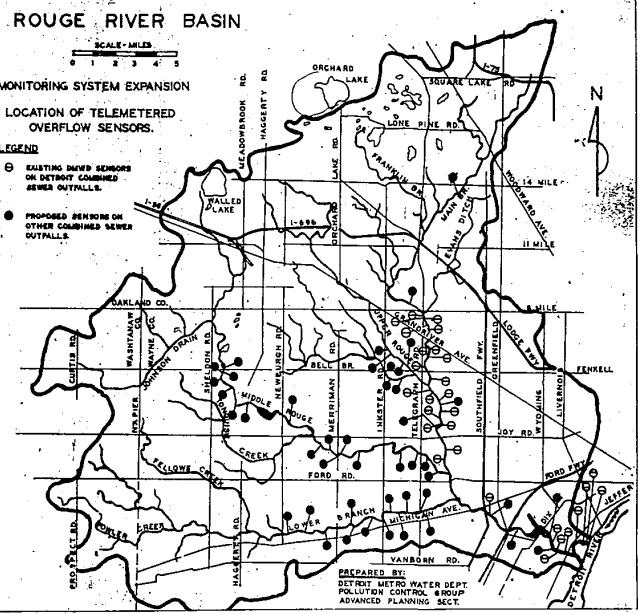 ROUGE RIVER BASIN
SCALE-MILES
0 1 2 3 4 5
MONITORING SYSTEM EXPANSION
LOCATION OF TELEMETERED
OVERFLOW SENSORS.
LEGEND
EXISTING DMWD SENSORS
ON DETROIT COMBINED
SEWER OUTFALLS.
PROPOSED SENSORS ON
OTHER COMBINED SEWER
OUTFALLS.
N
ORCHARD
LAKE
I-75
SQUARE LAKE RD
MEADOWBROOK RD.
HAGGERTY RD.
LONE PINE RD.
ORCHARD LAKE RD.
FRANKLIN BR.
MAIN BR.
EVANS DITCH
WOODWARD AVE.
14 MILE
WALLED
LAKE
I-96
I-696
11 MILE
OAKLAND CO.
WASHTANAW CO.
WAYNE CO.
8 MILE
GRANDRIVER AVE.
UPPER ROUGE
LODGE FWY.
JOHNSON DRAIN
CURTIS RD.
NAPIER
SHELDON RD.
NEWBURGH RD.
BELL BR.
MERRIMAN RD.
INKSTER RD.
TELEGRAPH RD.
SOUTHFIELD FWY.
GREENFIELD
WYOMING
LIVERNOIS
FENKELL
MIDDLE ROUGE
JOY RD.
CREEK
FORD RD.
FORD FWY.
FELLOWS CREEK
LOWER BRANCH
MICHIGAN AVE.
FOWLER CREEK
PROSPECT RD.
HAGGERTY RD.
VANBORN RD.
DIX
JEFFER
DETROIT RIVER
PREPARED BY:
DETROIT METRO WATER DEPT.
POLLUTION CONTROL GROUP
ADVANCED PLANNING SECT.